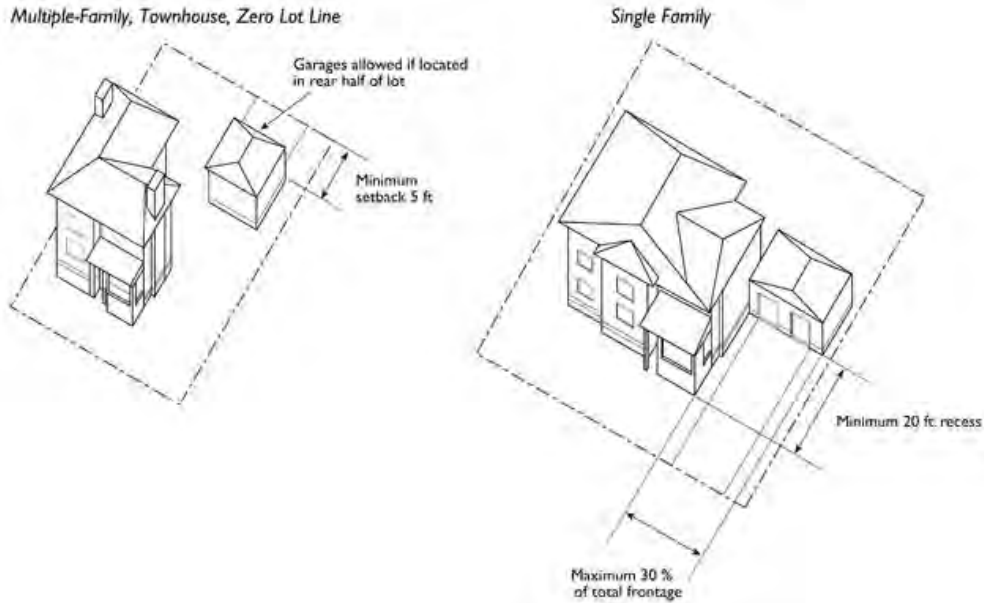 Multiple-Family, Townhouse, Zero Lot Line
Garages allowed if located
in rear half of lot
Minimum
setback 5 ft
Single Family
Minimum 20 ft. recess
Maximum 30 %
of total frontage